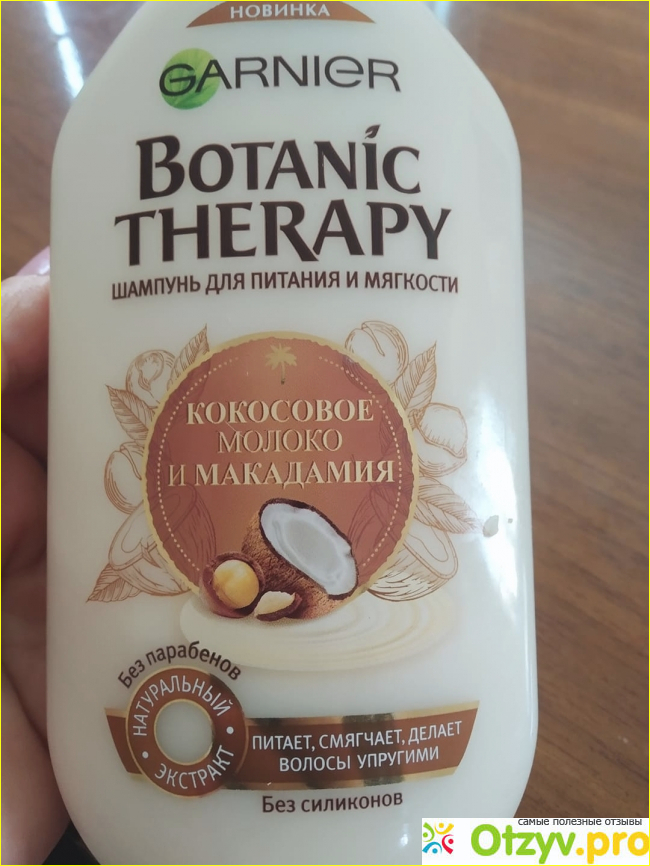 НОВИНКА
GARNIER
BOTANIC
THERAPY
ШАМПУНЬ ДЛЯ ПИТАНИЯ И МЯГКОСТИ
КОКОСОВОЕ
МОЛОКО
И МАКАДАМИЯ
Без парабенов
НАТУРАЛЬНЫЙ
ЭКСТРАКТ
ПИТАЕТ, СМЯГЧАЕТ, ДЕЛАЕТ
ВОЛОСЫ УПРУГИМИ
Без силиконов
самые полезные отзывы
Otzyv.pro